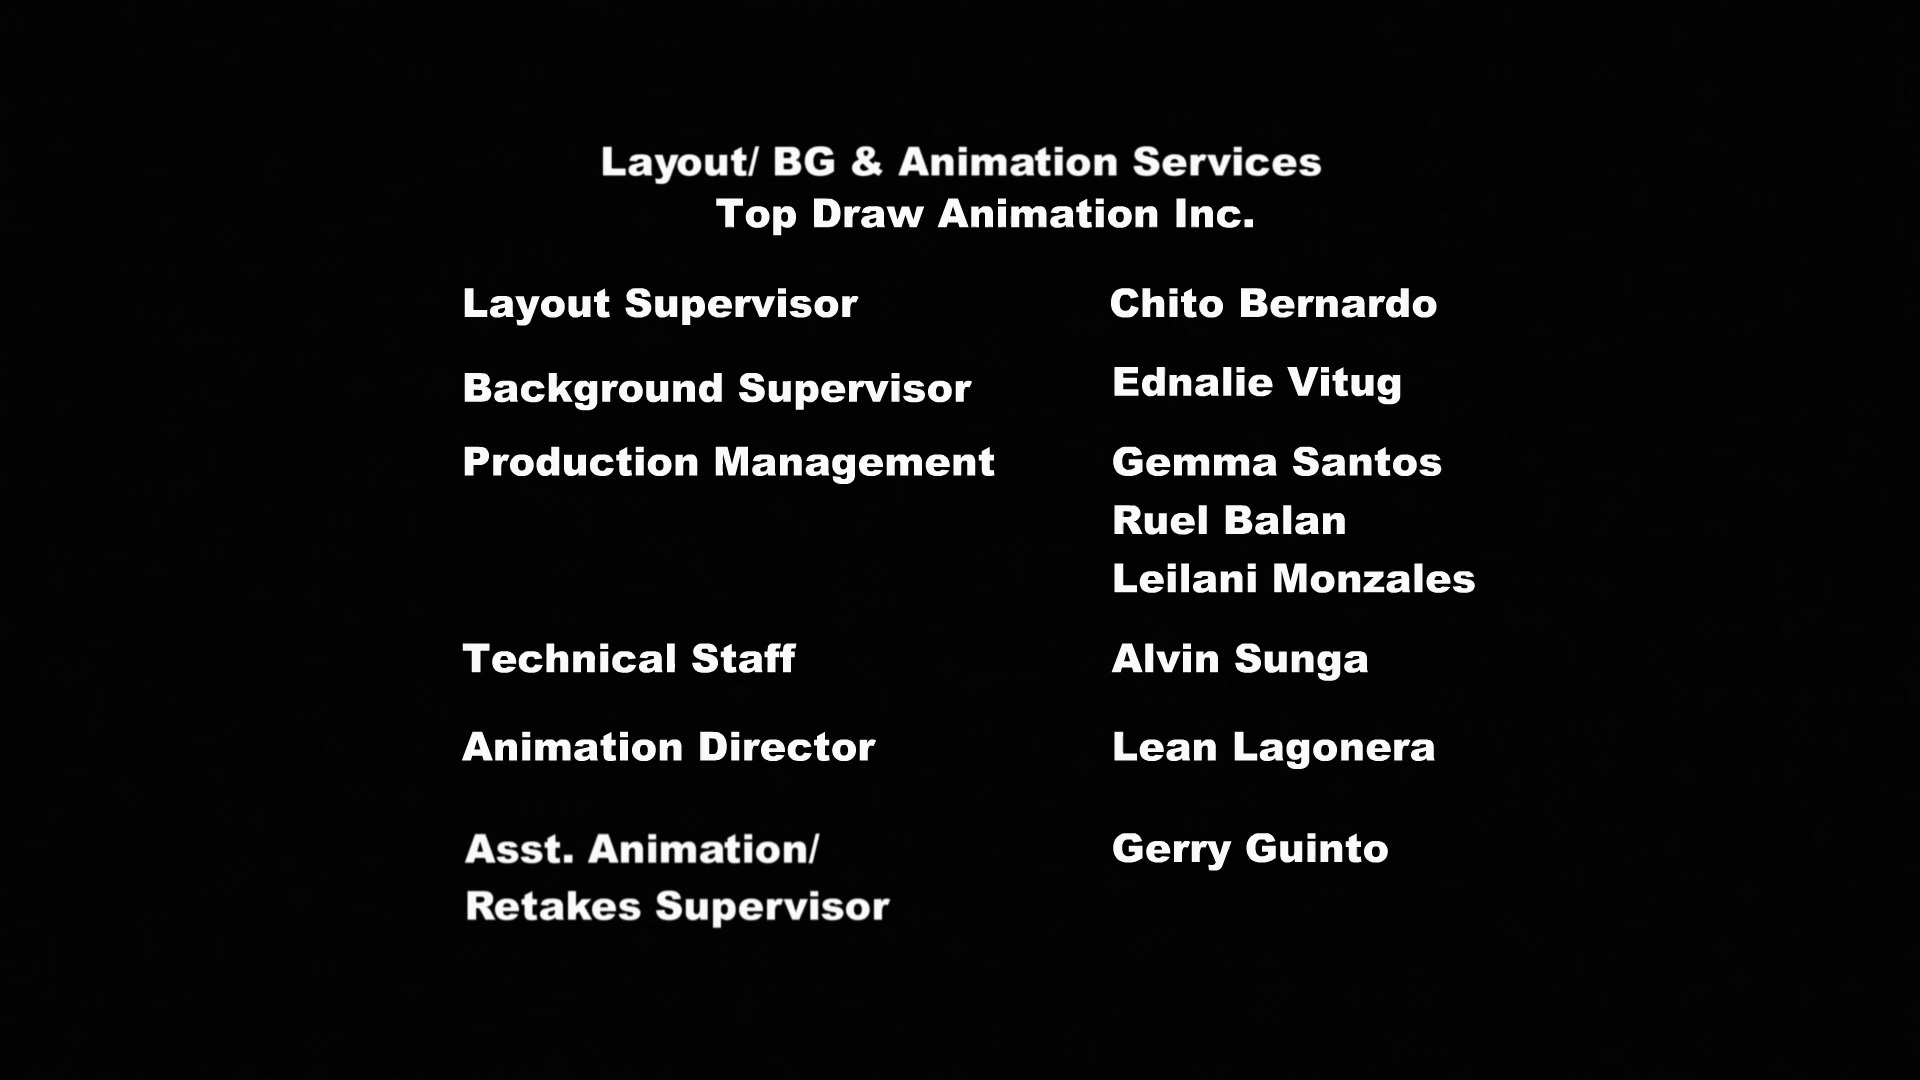 Layout/ BG & Animation Services
Top Draw Animation Inc.
Layout Supervisor Chito Bernardo
Background Supervisor Ednalie Vitug
Production Management Gemma Santos
Ruel Balan
Leilani Monzales
Technical Staff Alvin Sunga
Animation Director Lean Lagonera
Asst. Animation/ Gerry Guinto
Retakes Supervisor